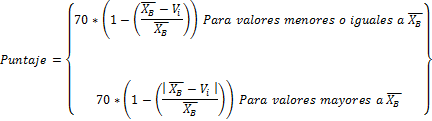 70 * (1 − ((X̅_B − V_i) / X̅_B)) Para valores menores o iguales a X̅_B
Puntaje =
70 * (1 − (| X̅_B − V_i | / X̅_B)) Para valores mayores a X̅_B